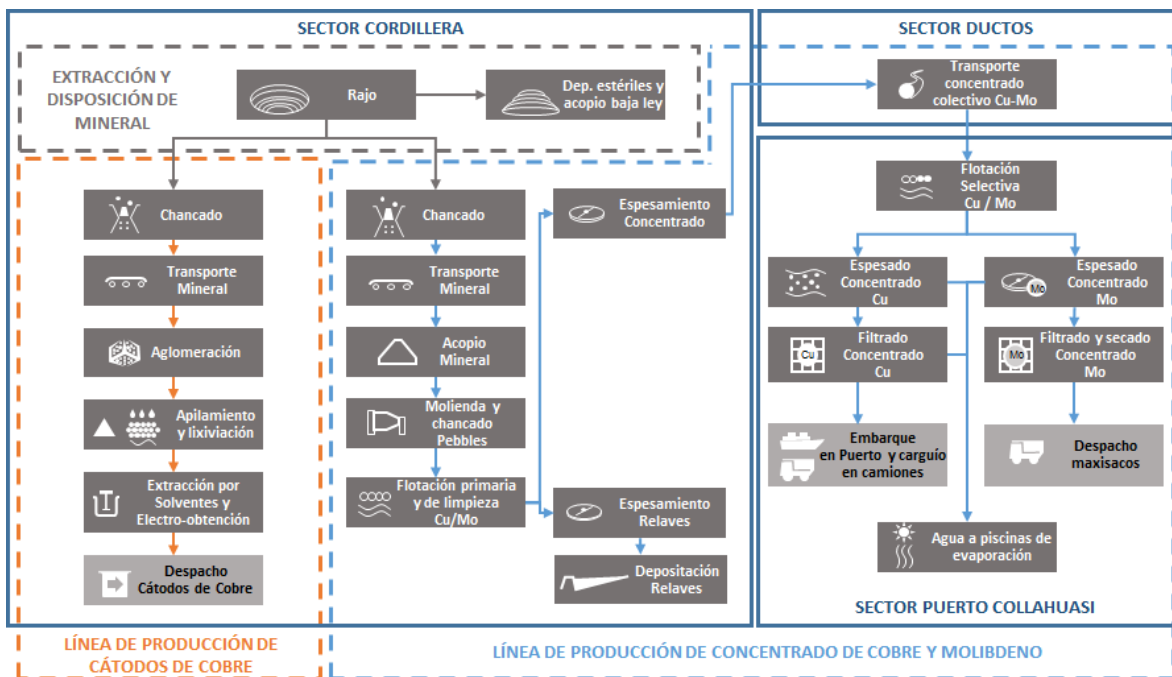 SECTOR CORDILLERA
SECTOR DUCTOS
EXTRACCIÓN Y
DISPOSICIÓN DE
MINERAL
Rajo
Dep. estériles y
acopio baja ley
Transporte
concentrado
colectivo Cu-Mo
Chancado
Transporte
Mineral
Aglomeración
Apilamiento
y lixiviación
Extracción por
Solventes y
Electro-obtención
Despacho
Cátodos de Cobre
Chancado
Transporte
Mineral
Acopio
Mineral
Molienda y
chancado
Pebbles
Flotación primaria
y de limpieza
Cu/Mo
Espesamiento
Concentrado
Espesamiento
Relaves
Depositación
Relaves
Flotación
Selectiva
Cu / Mo
Espesado
Concentrado
Cu
Mo
Espesado
Concentrado
Mo
Cu
Filtrado
Concentrado
Cu
Mo
Filtrado y secado
Concentrado
Mo
Embarque
en Puerto y carguío
en camiones
Despacho
maxisacos
Agua a piscinas de
evaporación
SECTOR PUERTO COLLAHUASI
LÍNEA DE PRODUCCIÓN DE
CÁTODOS DE COBRE
LÍNEA DE PRODUCCIÓN DE CONCENTRADO DE COBRE Y MOLIBDENO